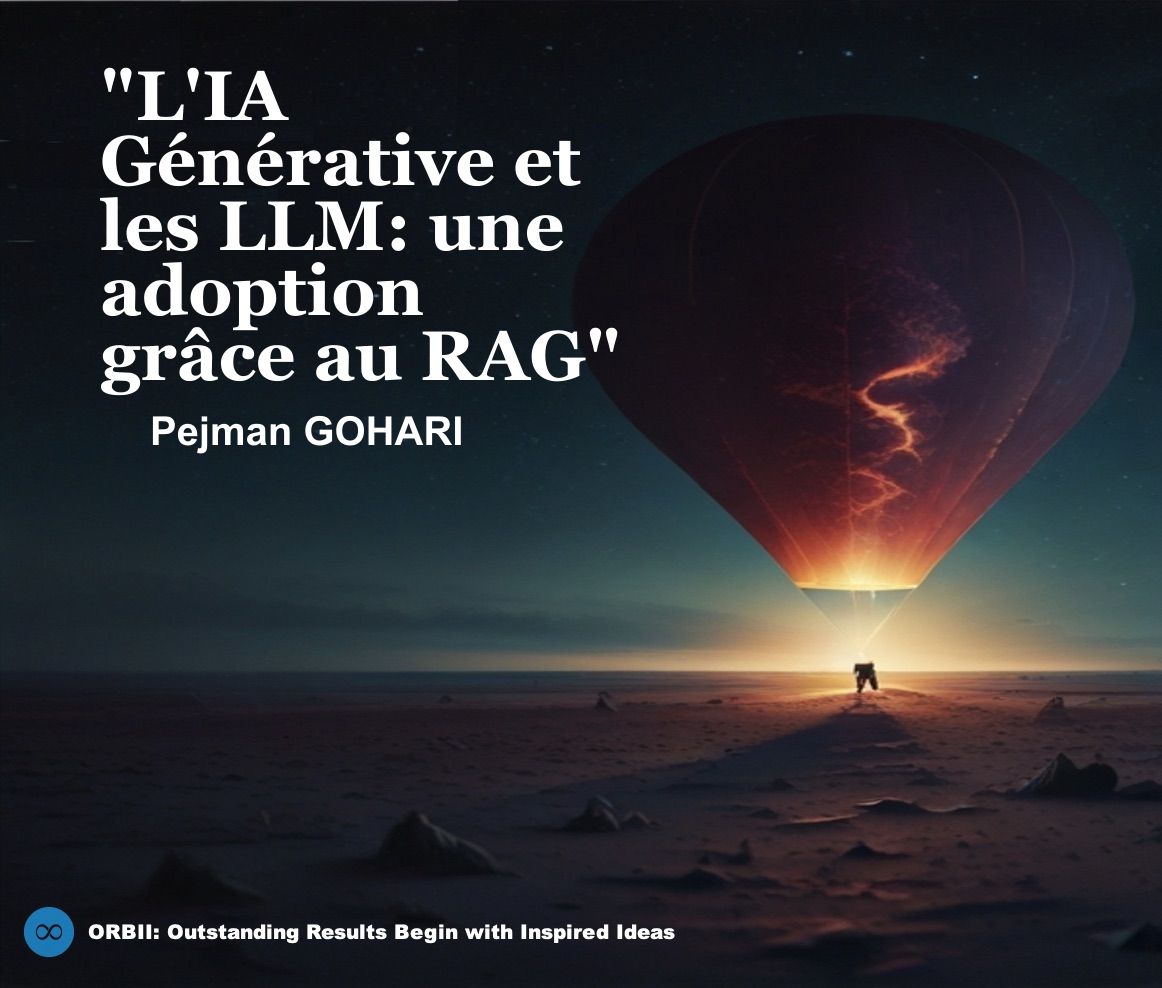 "L'IA
Générative et
les LLM: une
adoption
grâce au RAG"
Pejman GOHARI
ORBII: Outstanding Results Begin with Inspired Ideas